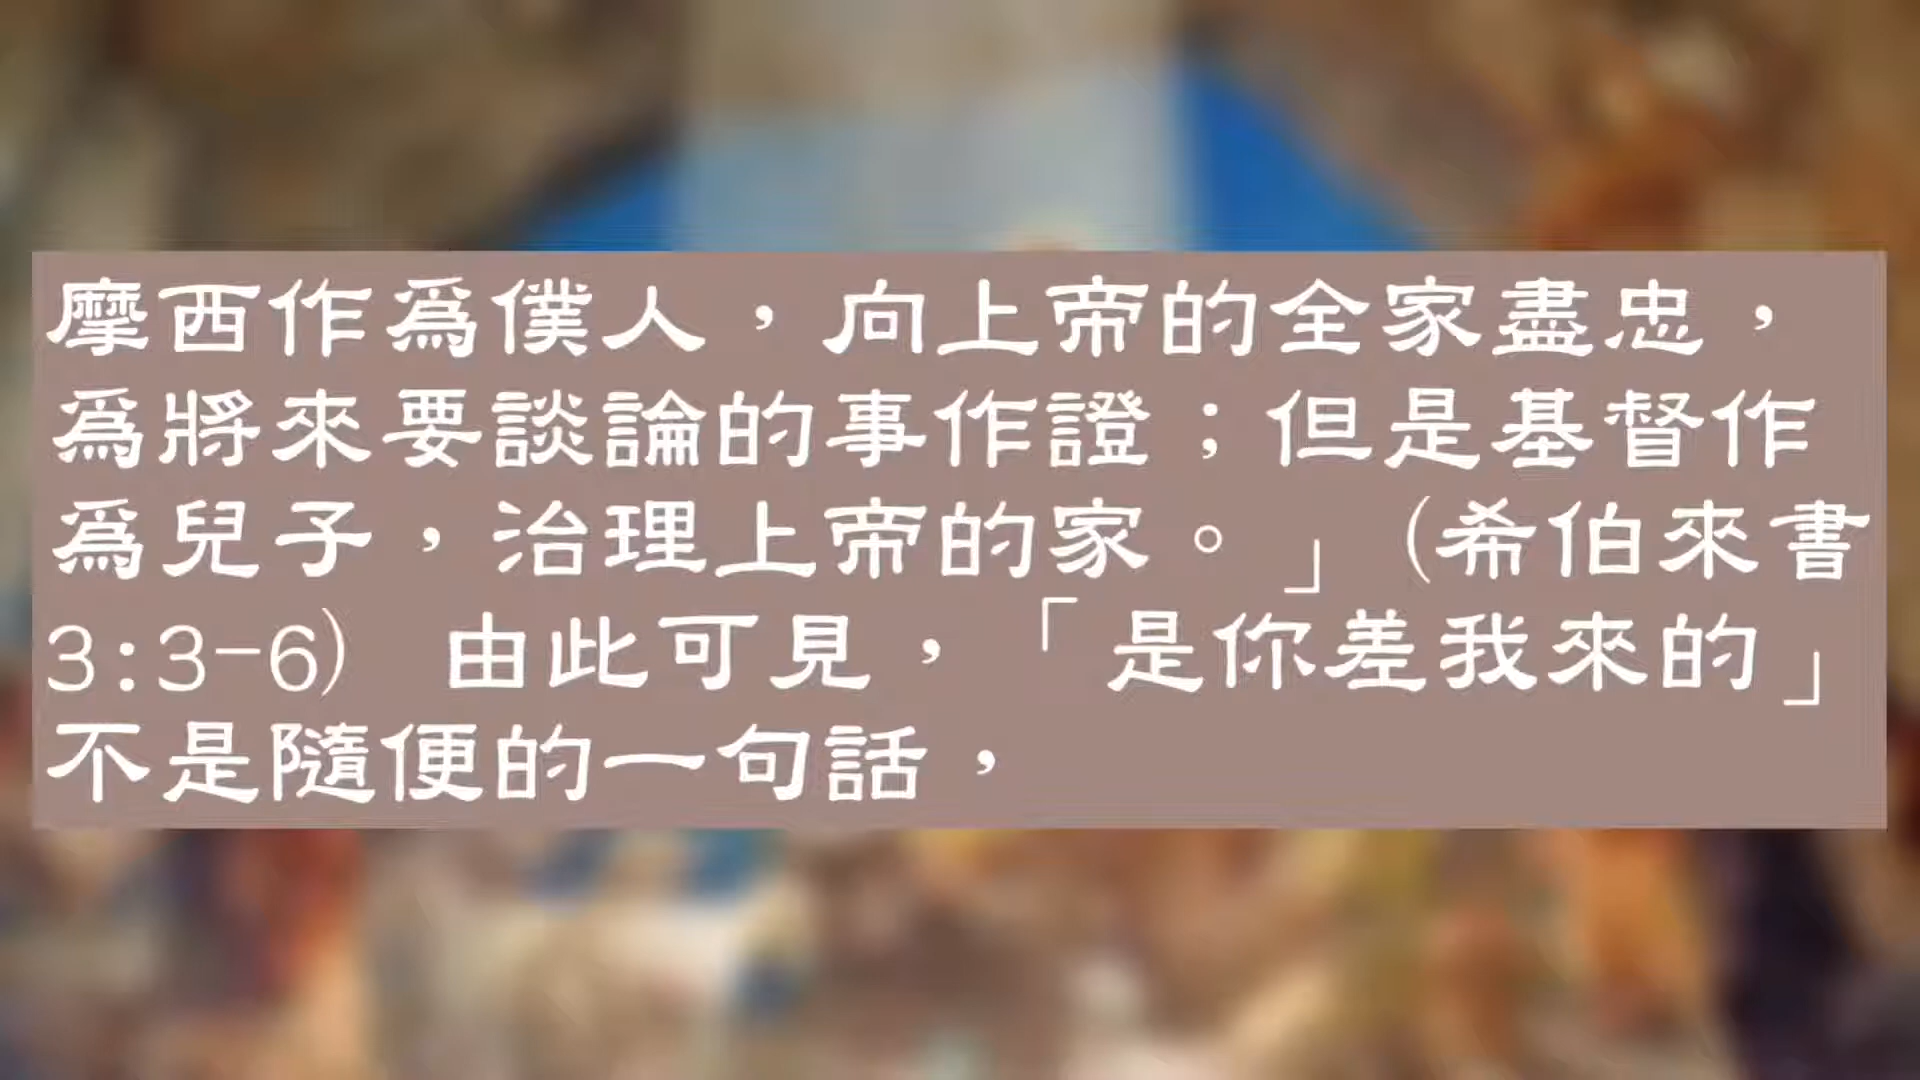 摩西作爲僕人，向上帝的全家盡忠，
爲將來要談論的事作證；但是基督作
爲兒子，治理上帝的家。」（希伯來書
3:3-6） 由此可見，「是你差我來的」
不是隨便的一句話，